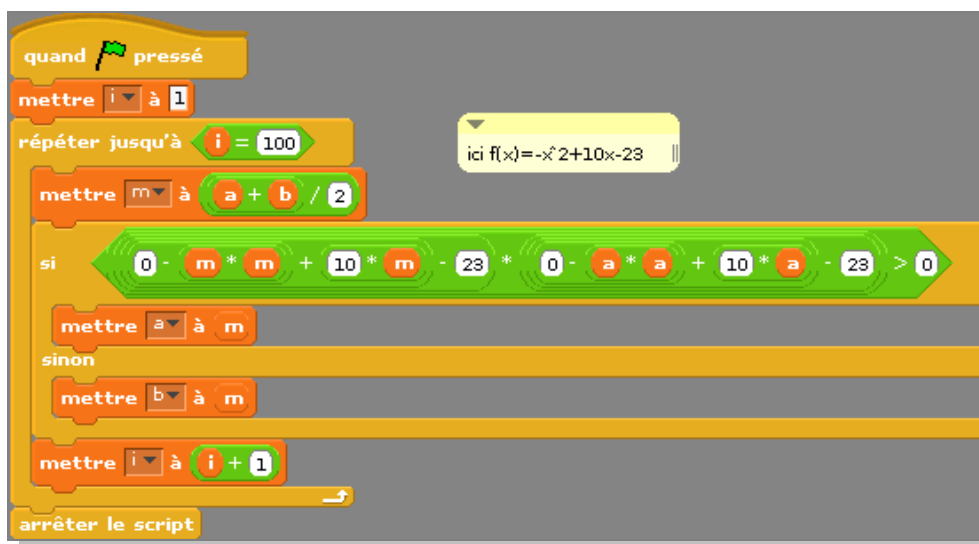 quand pressé
mettre i à 1
répéter jusqu'à i = 100
ici f(x)=-x^2+10x-23
mettre m à a + b / 2
si 0 - m * m + 10 * m - 23 * 0 - a * a + 10 * a - 23 > 0
mettre a à m
sinon
mettre b à m
mettre i à i + 1
arrêter le script